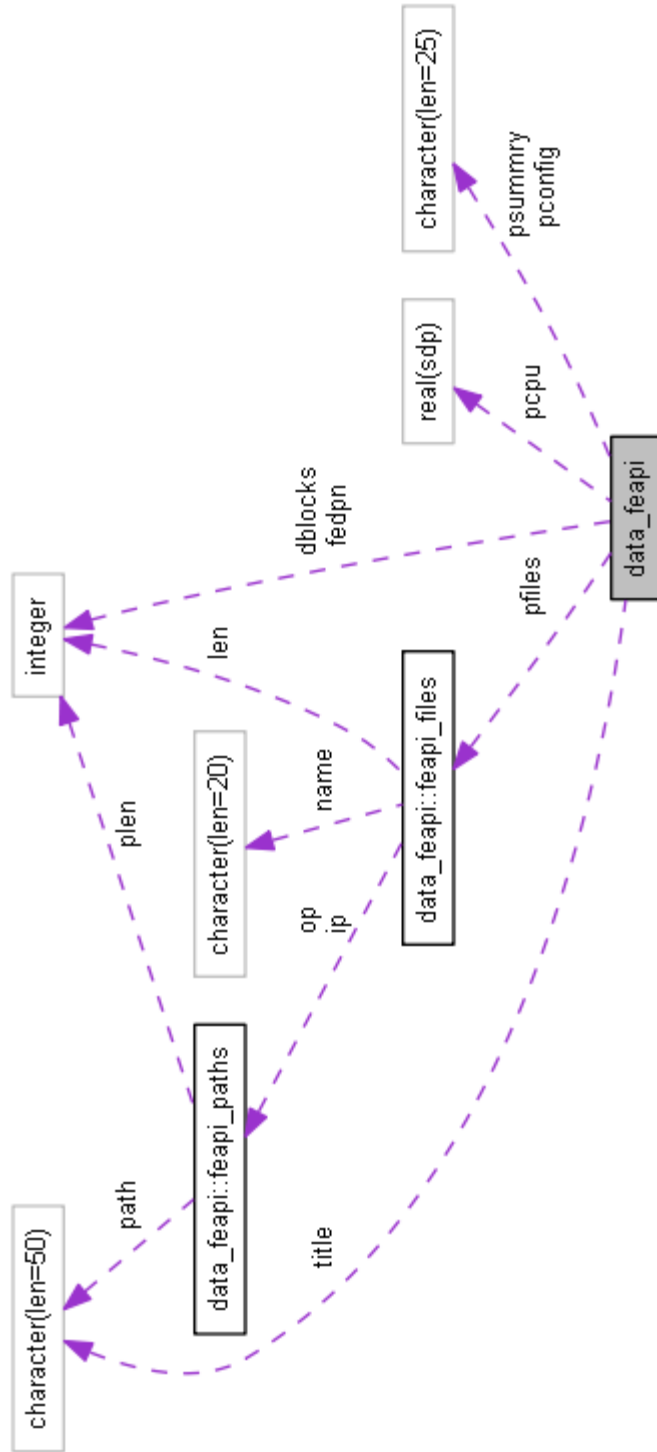 character(len=50)
integer
path
plen
data_feapi::feapi_paths
character(len=20)
len
title
op
ip
name
dblocks
fedpn
data_feapi::feapi_files
real(sdp)
character(len=25)
pfiles
pcpu
psummry
pconfig
data_feapi